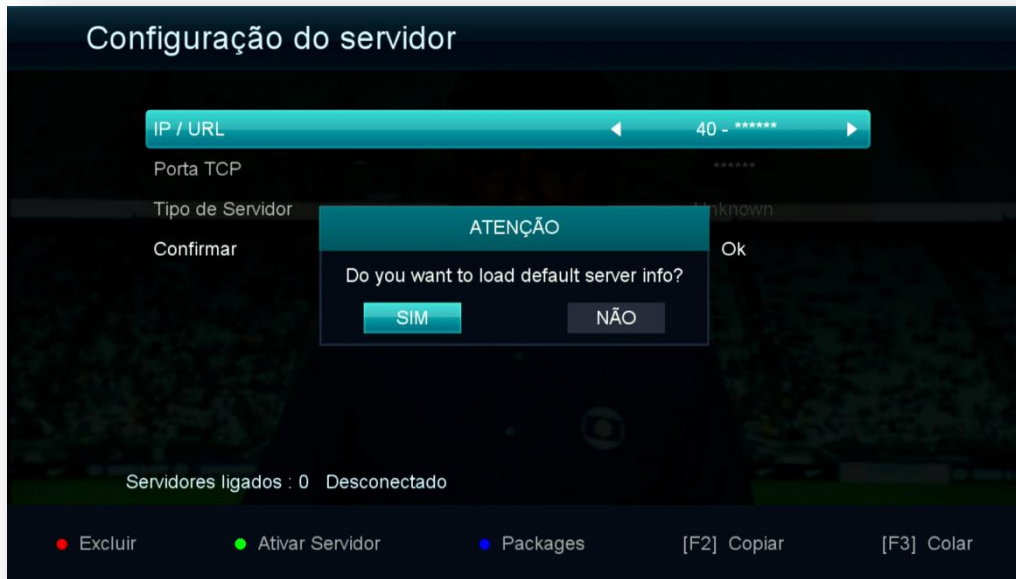 Configuração do servidor
IP / URL 40 - ******
Porta TCP ******
Tipo de Servidor Unknown
Confirmar Ok
ATENÇÃO
Do you want to load default server info?
SIM NÃO
Servidores ligados : 0 Desconectado
Excluir Ativar Servidor Packages [F2] Copiar [F3] Colar